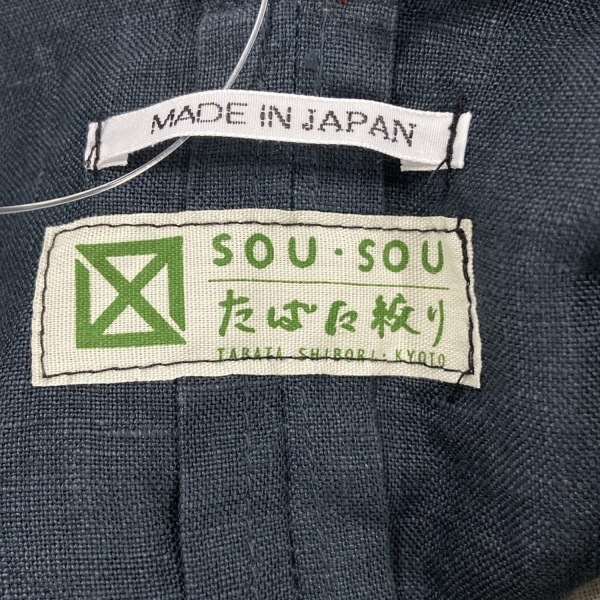 MADE IN JAPAN
SOU・SOU
たばた絞り
TABATA SHIBORI・KYOTO